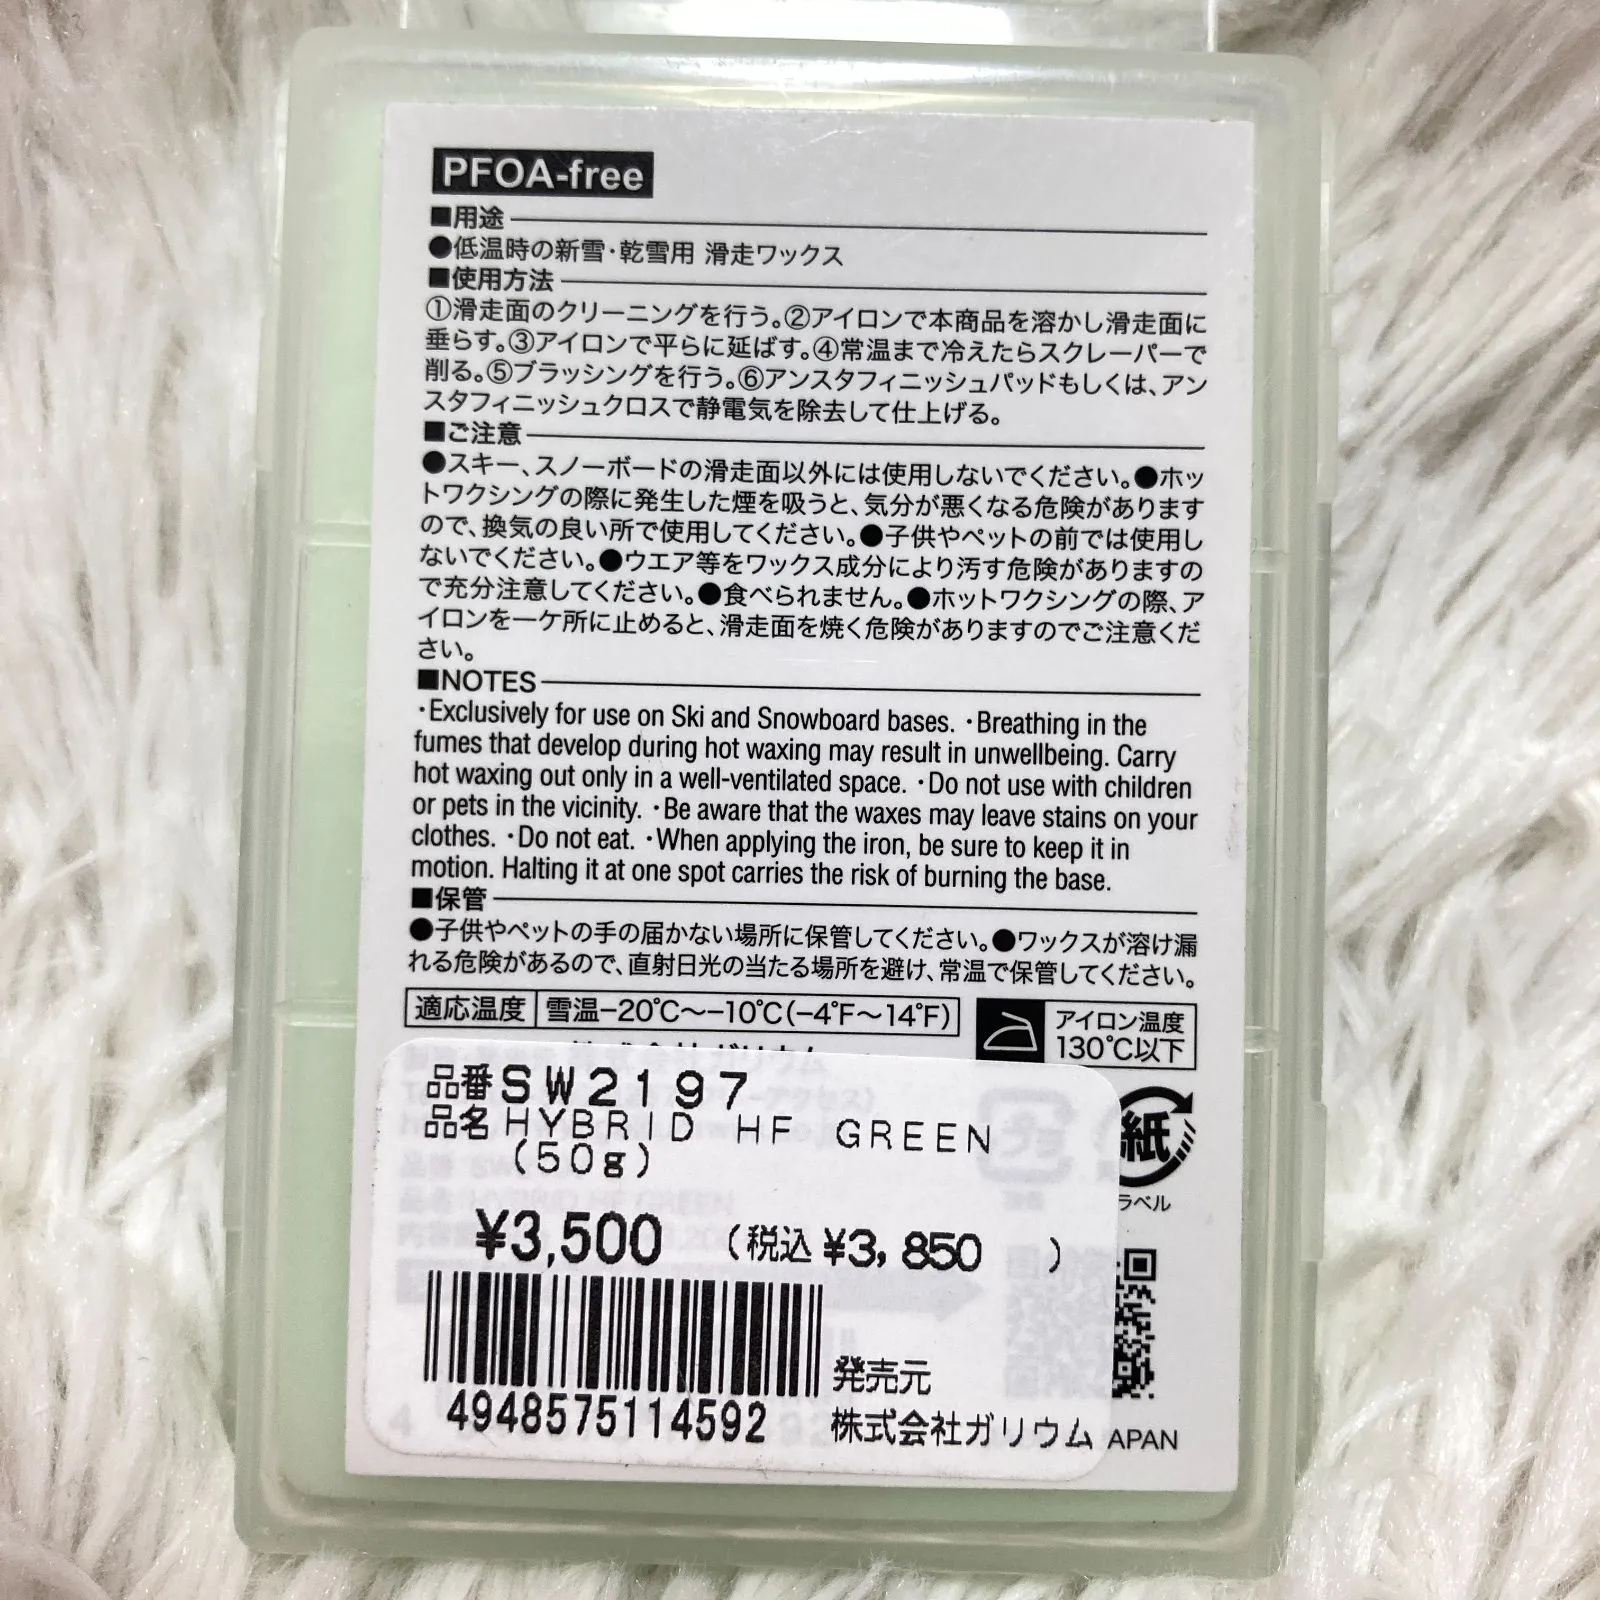 PFOA-free
■用途
●低温時の新雪・乾雪用 滑走ワックス
■使用方法
①滑走面のクリーニングを行う。②アイロンで本商品を溶かし滑走面に
垂らす。③アイロンで平らに延ばす。④常温まで冷えたらスクレーパーで
削る。⑤ブラッシングを行う。⑥アンスタフィニッシュパッドもしくは、アン
スタフィニッシュクロスで静電気を除去して仕上げる。
■ご注意
●スキー、スノーボードの滑走面以外には使用しないでください。●ホッ
トワクシングの際に発生した煙を吸うと、気分が悪くなる危険があります
ので、換気の良い所で使用してください。●子供やペットの前では使用し
ないでください。●ウエア等をワックス成分により汚す危険がありますの
で充分注意してください。●食べられません。●ホットワクシングの際、ア
イロンを一ケ所に止めると、滑走面を焼く危険がありますのでご注意くだ
さい。
■NOTES
・Exclusively for use on Ski and Snowboard bases. ・Breathing in the
fumes that develop during hot waxing may result in unwellbeing. Carry
hot waxing out only in a well-ventilated space. ・Do not use with children
or pets in the vicinity. ・Be aware that the waxes may leave stains on your
clothes. ・Do not eat. ・When applying the iron, be sure to keep it in
motion. Halting it at one spot carries the risk of burning the base.
■保管
●子供やペットの手の届かない場所に保管してください。●ワックスが溶け漏
れる危険があるので、直射日光の当たる場所を避け、常温で保管してください。
適応温度 雪温−20℃〜−10℃(−4℉〜14℉)
アイロン温度
130℃以下
品番SW2197
品名HYBRID HF GREEN
(50g)
紙
ラベル
¥3,500 (税込¥3,850 )
4948575114592
発売元
株式会社ガリウム
APAN